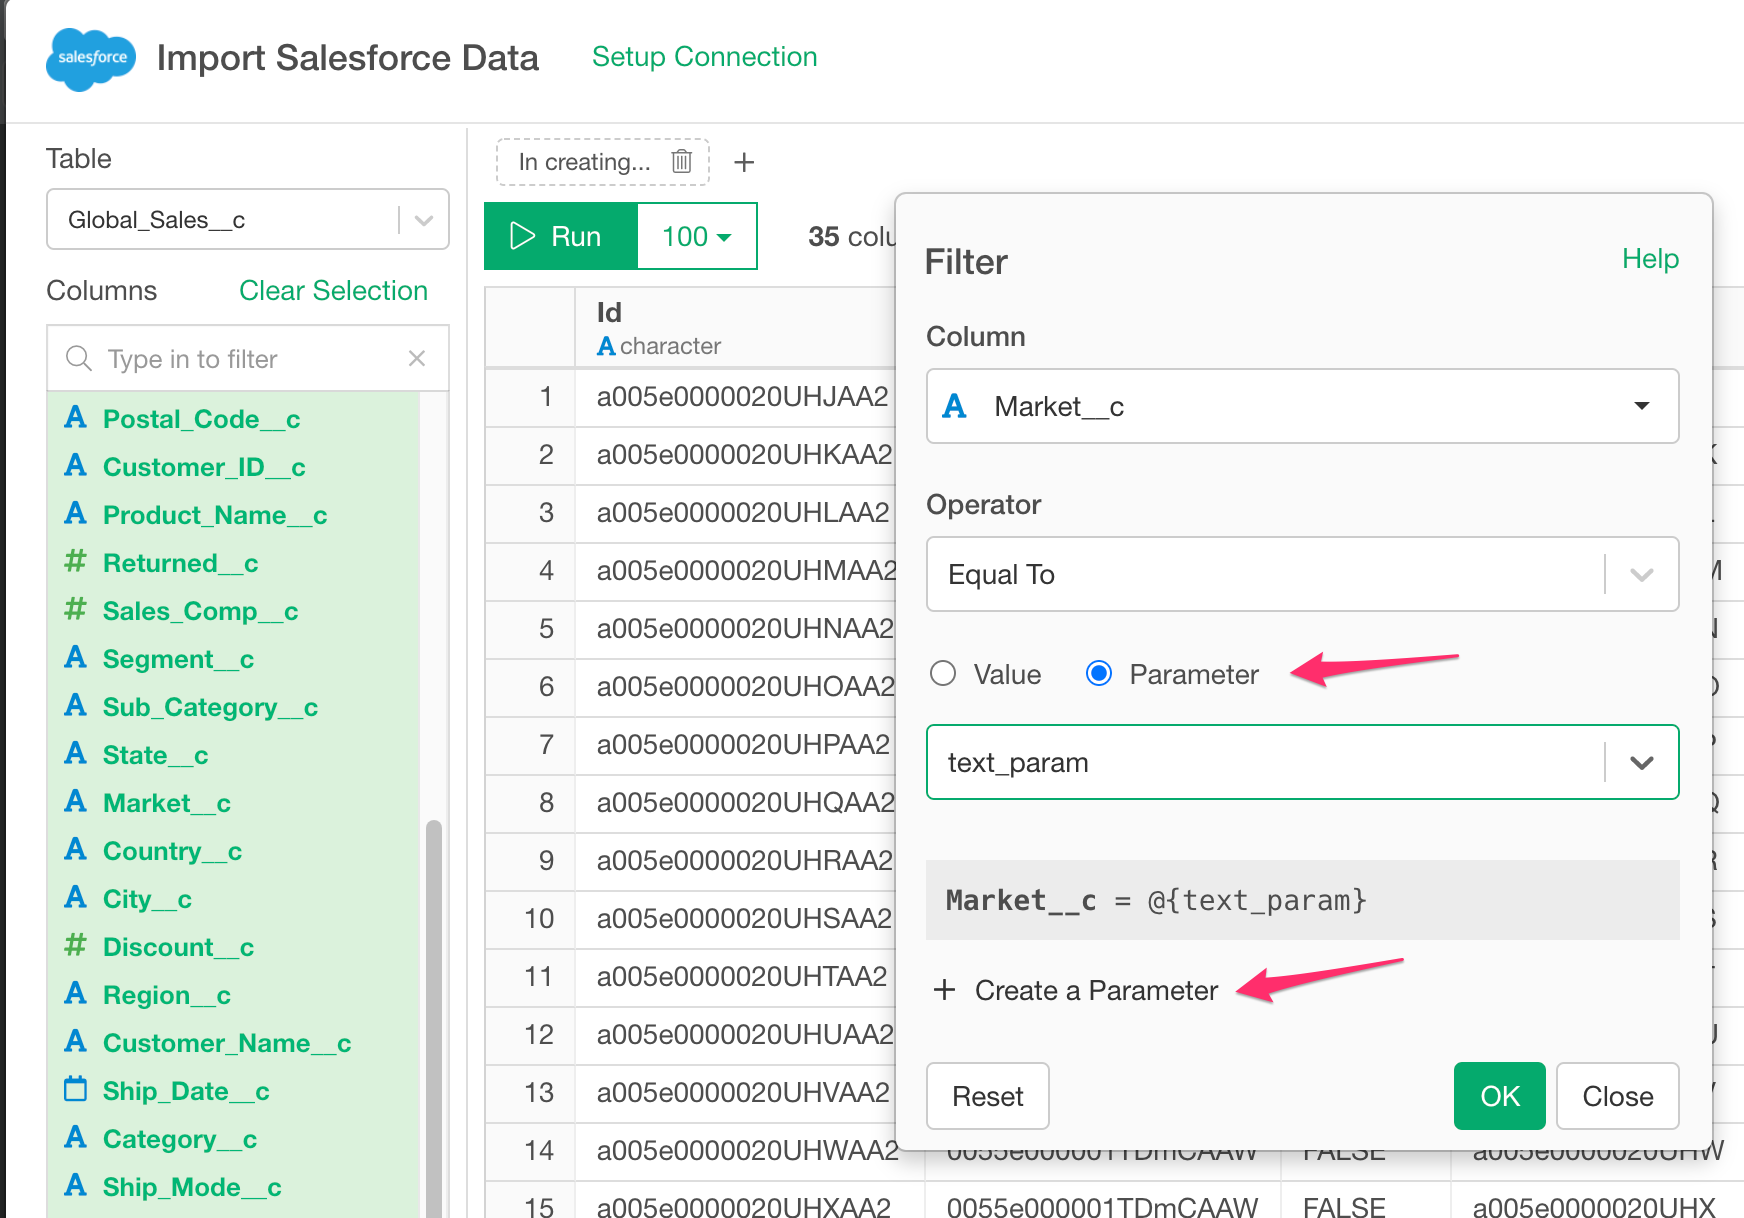 salesforce
Import Salesforce Data
Setup Connection
Table
Global_Sales__c
Columns
Clear Selection
Type in to filter
A Postal_Code__c
A Customer_ID__c
A Product_Name__c
# Returned__c
# Sales_Comp__c
A Segment__c
A Sub_Category__c
A State__c
A Market__c
A Country__c
A City__c
# Discount__c
A Region__c
A Customer_Name__c
Ship_Date__c
A Category__c
A Ship_Mode__c
In creating...
+
Run
100
35 colu
Id
A character
1 a005e0000020UHJAA2
2 a005e0000020UHKAA2
3 a005e0000020UHLAA2
4 a005e0000020UHMAA2
5 a005e0000020UHNAA2
6 a005e0000020UHOAA2
7 a005e0000020UHPAA2
8 a005e0000020UHQAA2
9 a005e0000020UHRAA2
10 a005e0000020UHSAA2
11 a005e0000020UHTAA2
12 a005e0000020UHUAA2
13 a005e0000020UHVAA2
14 a005e0000020UHWAA2 0055e000001TDmCAAW FALSE a005e0000020UHW
15 a005e0000020UHXAA2 0055e000001TDmCAAW FALSE a005e0000020UHX
Filter
Help
Column
A Market__c
Operator
Equal To
Value
Parameter
text_param
Market__c = @{text_param}
+ Create a Parameter
Reset
OK
Close